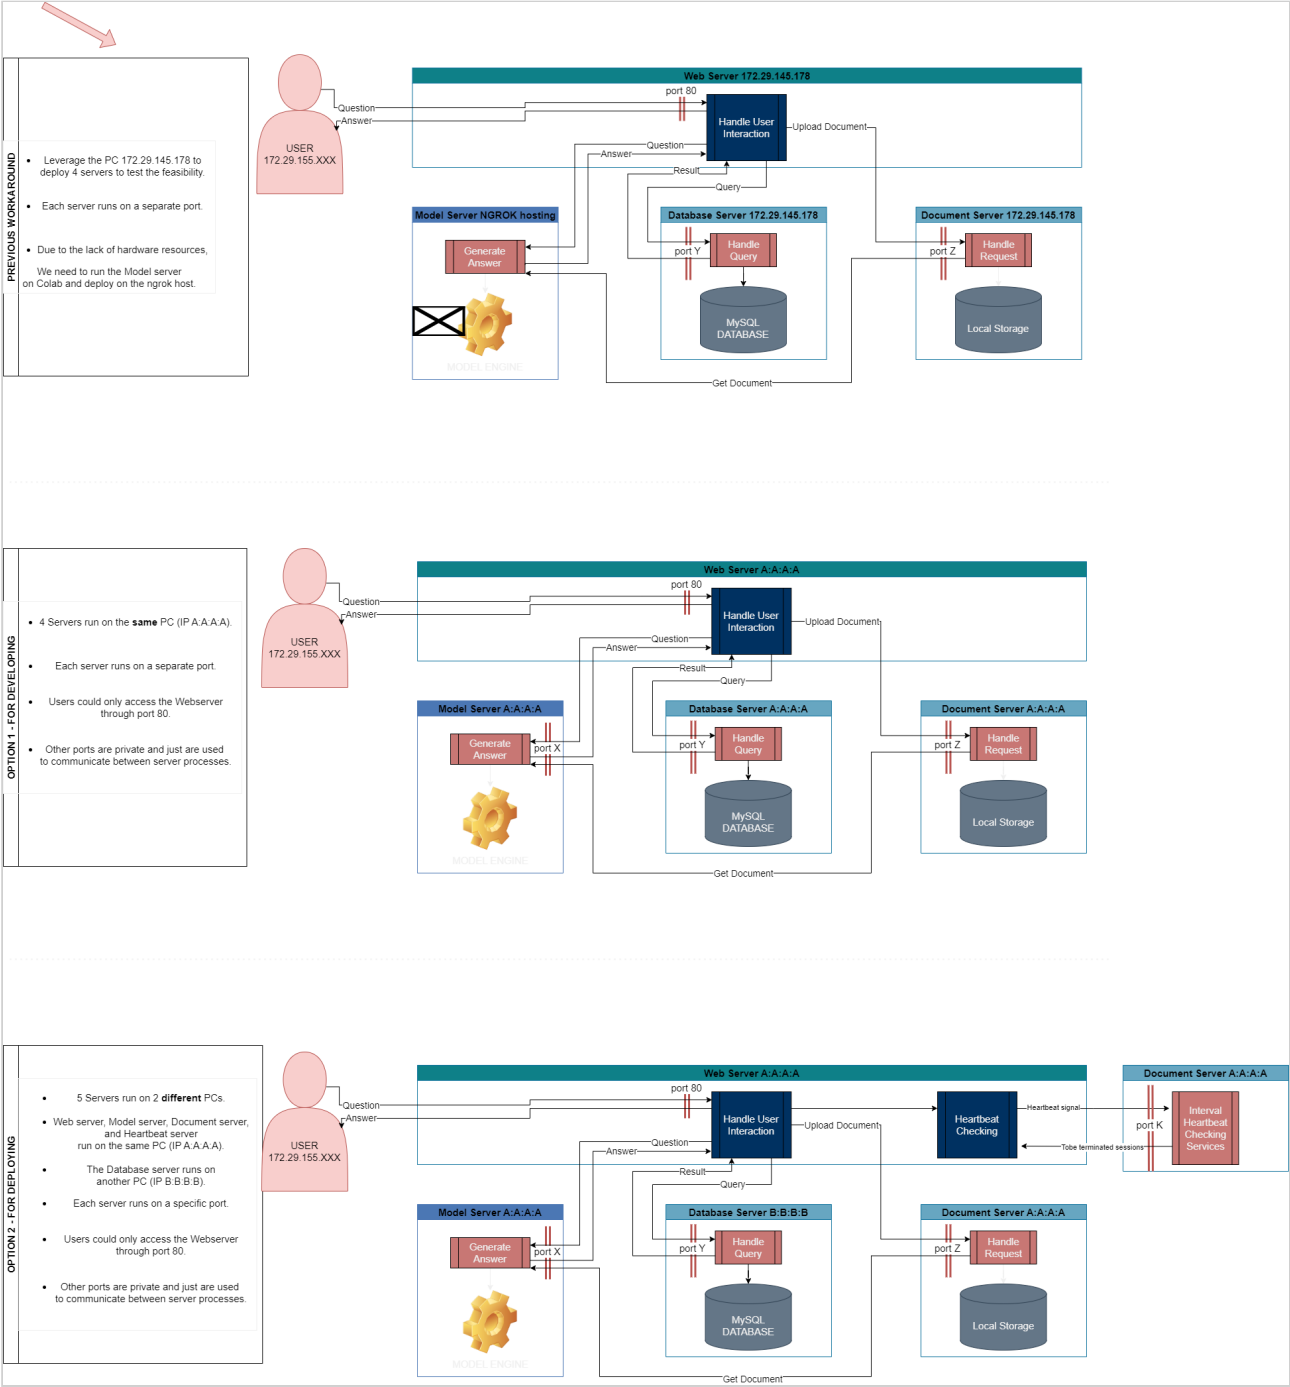 PREVIOUS WORKAROUND
Leverage the PC 172.29.145.178 to
deploy 4 servers to test the feasibility.
Each server runs on a separate port.
Due to the lack of hardware resources,
We need to run the Model server
on Colab and deploy on the ngrok host.
USER
172.29.155.XXX
Question
Answer
Web Server 172.29.145.178
port 80
Handle User
Interaction
Upload Document
Question
Answer
Result
Query
Model Server NGROK hosting
Generate
Answer
MODEL ENGINE
Database Server 172.29.145.178
port Y
Handle
Query
MySQL
DATABASE
Document Server 172.29.145.178
port Z
Handle
Request
Local Storage
Get Document
OPTION 1 - FOR DEVELOPING
4 Servers run on the same PC (IP A:A:A:A).
Each server runs on a separate port.
Users could only access the Webserver
through port 80.
Other ports are private and just are used
to communicate between server processes.
USER
172.29.155.XXX
Question
Answer
Web Server A:A:A:A
port 80
Handle User
Interaction
Upload Document
Question
Answer
Result
Query
Model Server A:A:A:A
Generate
Answer
port X
MODEL ENGINE
Database Server A:A:A:A
port Y
Handle
Query
MySQL
DATABASE
Document Server A:A:A:A
port Z
Handle
Request
Local Storage
Get Document
OPTION 2 - FOR DEPLOYING
5 Servers run on 2 different PCs.
Web server, Model server, Document server,
and Heartbeat server
run on the same PC (IP A:A:A:A).
The Database server runs on
another PC (IP B:B:B:B).
Each server runs on a specific port.
Users could only access the Webserver
through port 80.
Other ports are private and just are used
to communicate between server processes.
USER
172.29.155.XXX
Question
Answer
Web Server A:A:A:A
port 80
Handle User
Interaction
Upload Document
Heartbeat
Checking
Heartbeat signal
Tobe terminated sessions
Document Server A:A:A:A
port K
Interval
Heartbeat
Checking
Services
Question
Answer
Result
Query
Model Server A:A:A:A
Generate
Answer
port X
MODEL ENGINE
Database Server B:B:B:B
port Y
Handle
Query
MySQL
DATABASE
Document Server A:A:A:A
port Z
Handle
Request
Local Storage
Get Document